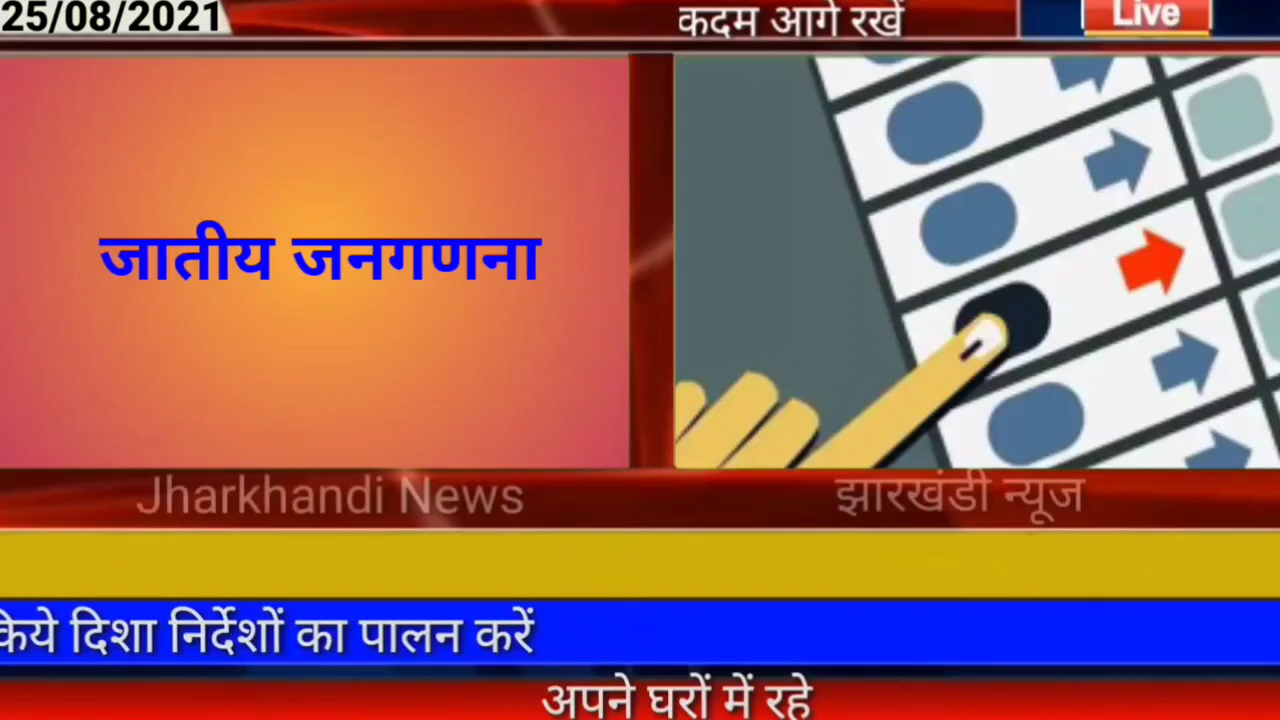 25/08/2021
कदम आगे रखें
Live
जातीय जनगणना
Jharkhandi News
झारखंडी न्यूज
किये दिशा निर्देशों का पालन करें
अपने घरों में रहे